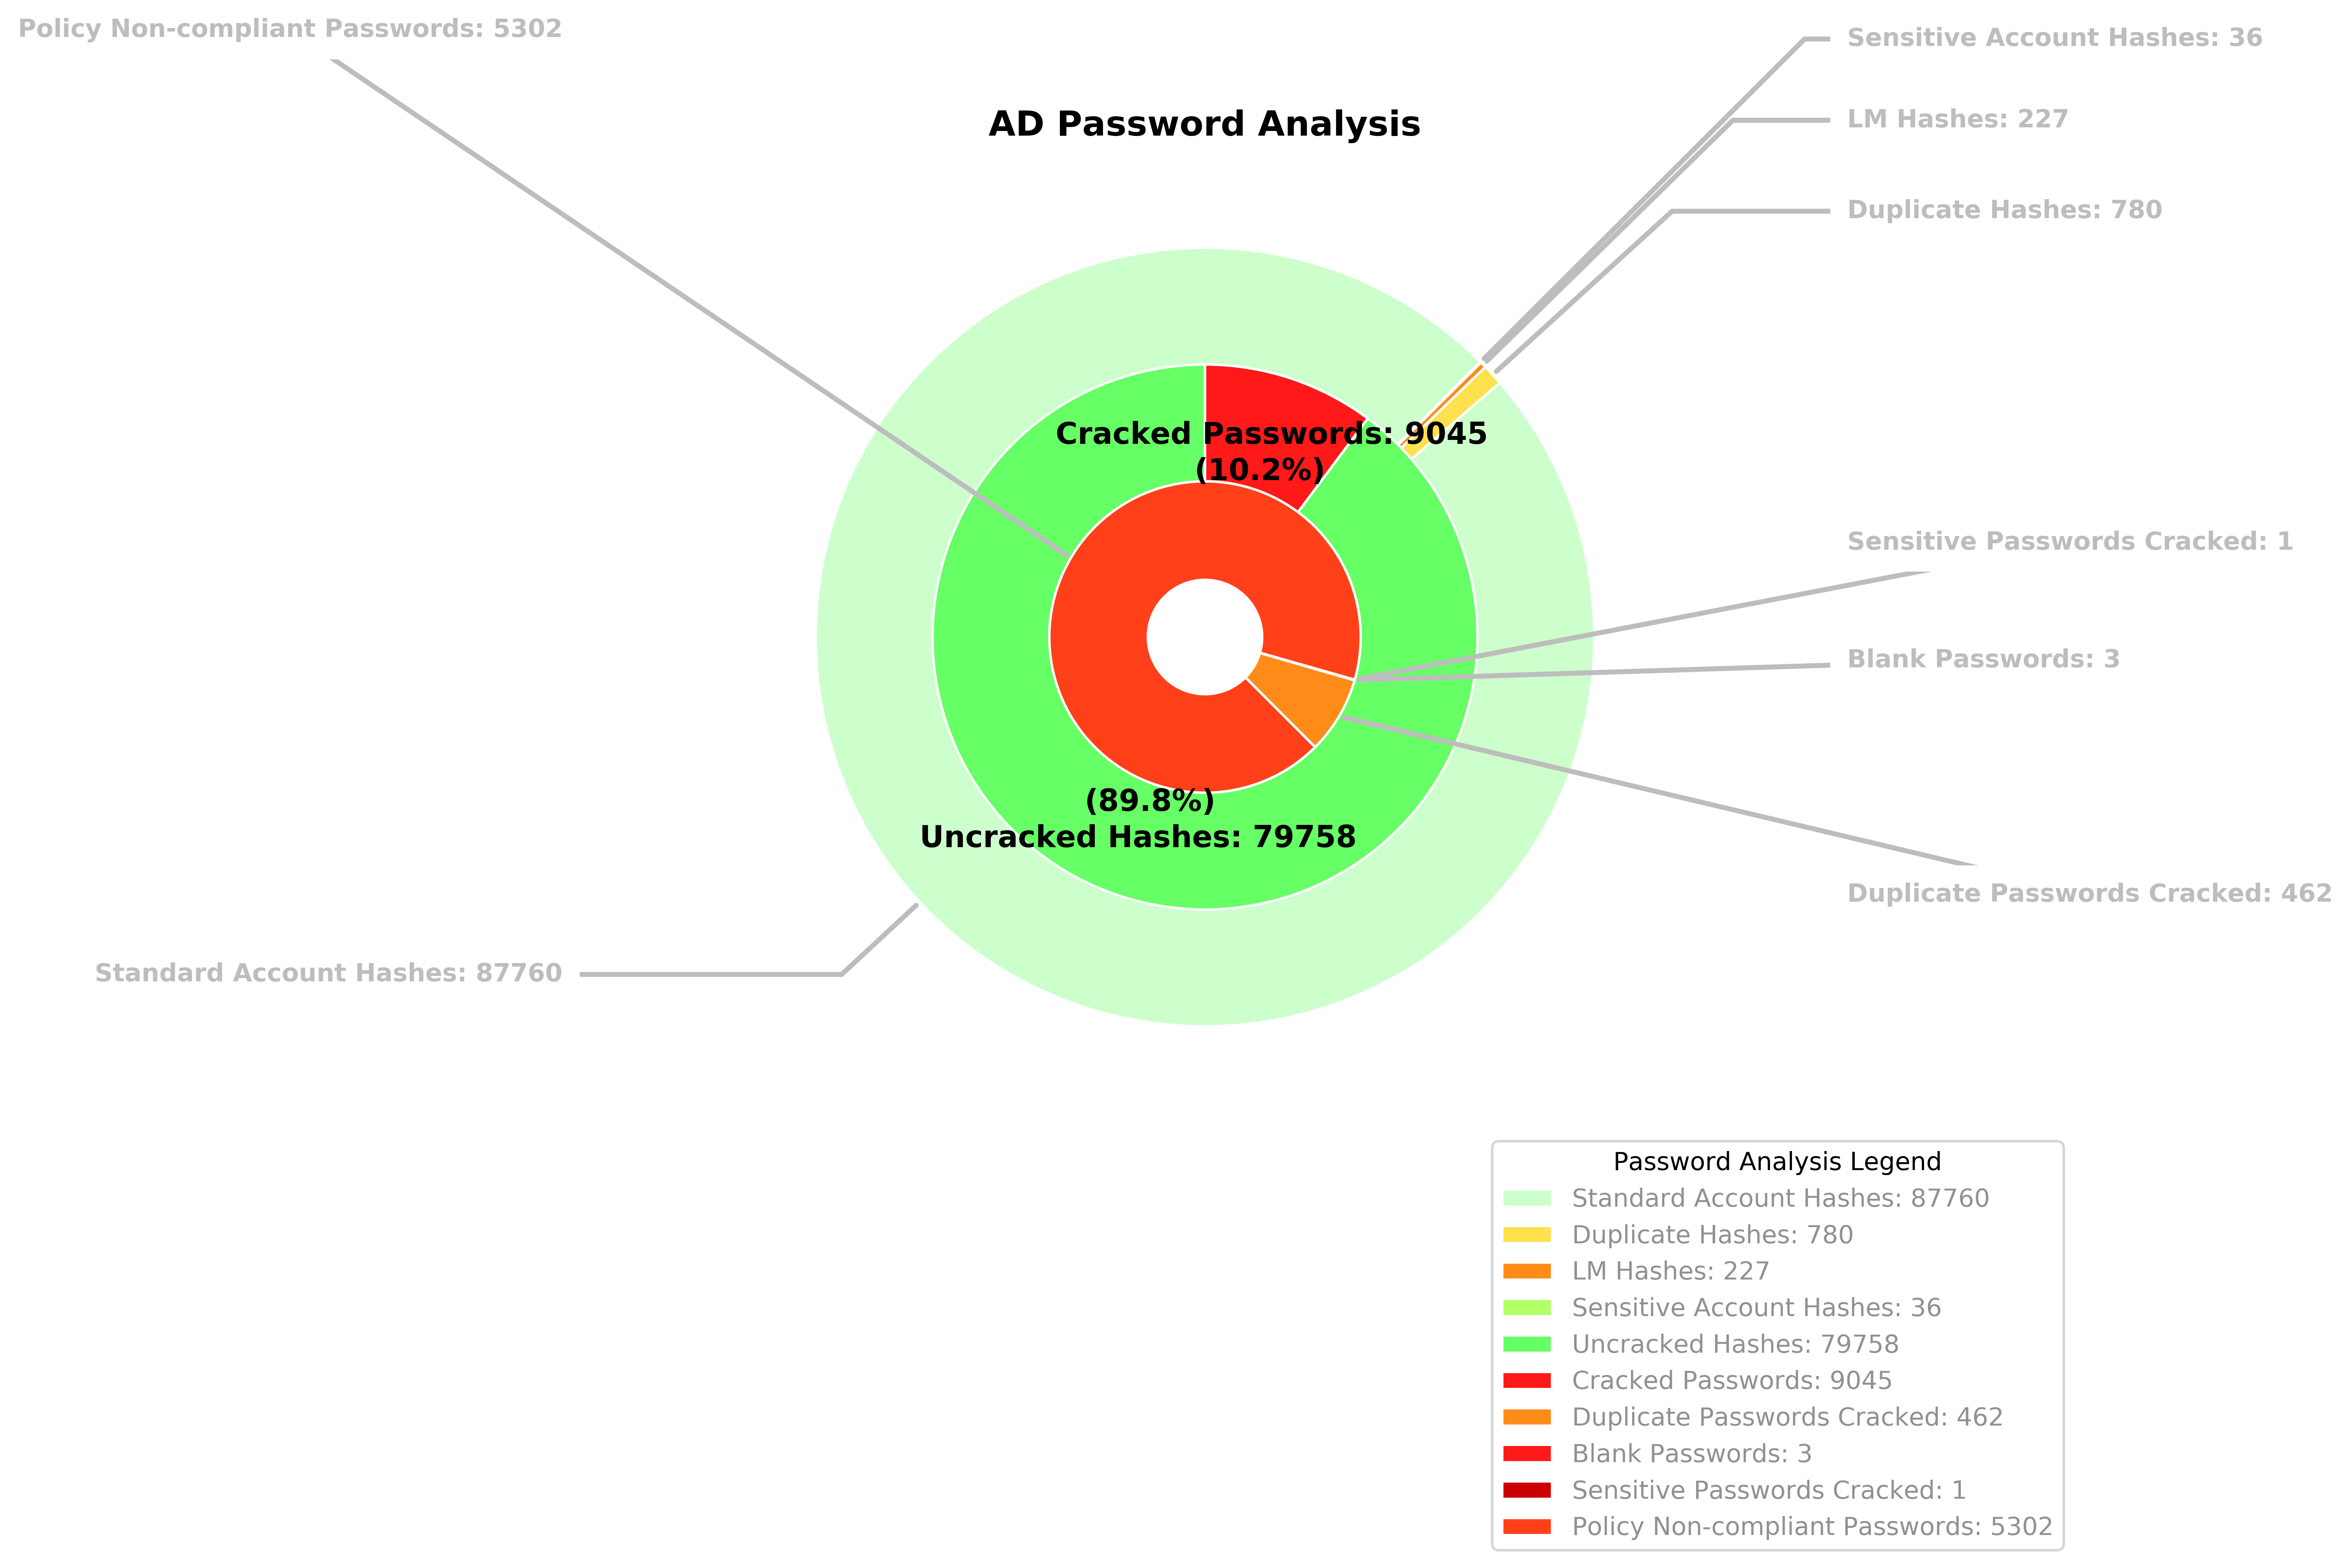 Policy Non-compliant Passwords: 5302
Sensitive Account Hashes: 36
AD Password Analysis
LM Hashes: 227
Duplicate Hashes: 780
Cracked Passwords: 9045
(10.2%)
Sensitive Passwords Cracked: 1
Blank Passwords: 3
(89.8%)
Uncracked Hashes: 79758
Duplicate Passwords Cracked: 462
Standard Account Hashes: 87760
Password Analysis Legend
Standard Account Hashes: 87760
Duplicate Hashes: 780
LM Hashes: 227
Sensitive Account Hashes: 36
Uncracked Hashes: 79758
Cracked Passwords: 9045
Duplicate Passwords Cracked: 462
Blank Passwords: 3
Sensitive Passwords Cracked: 1
Policy Non-compliant Passwords: 5302